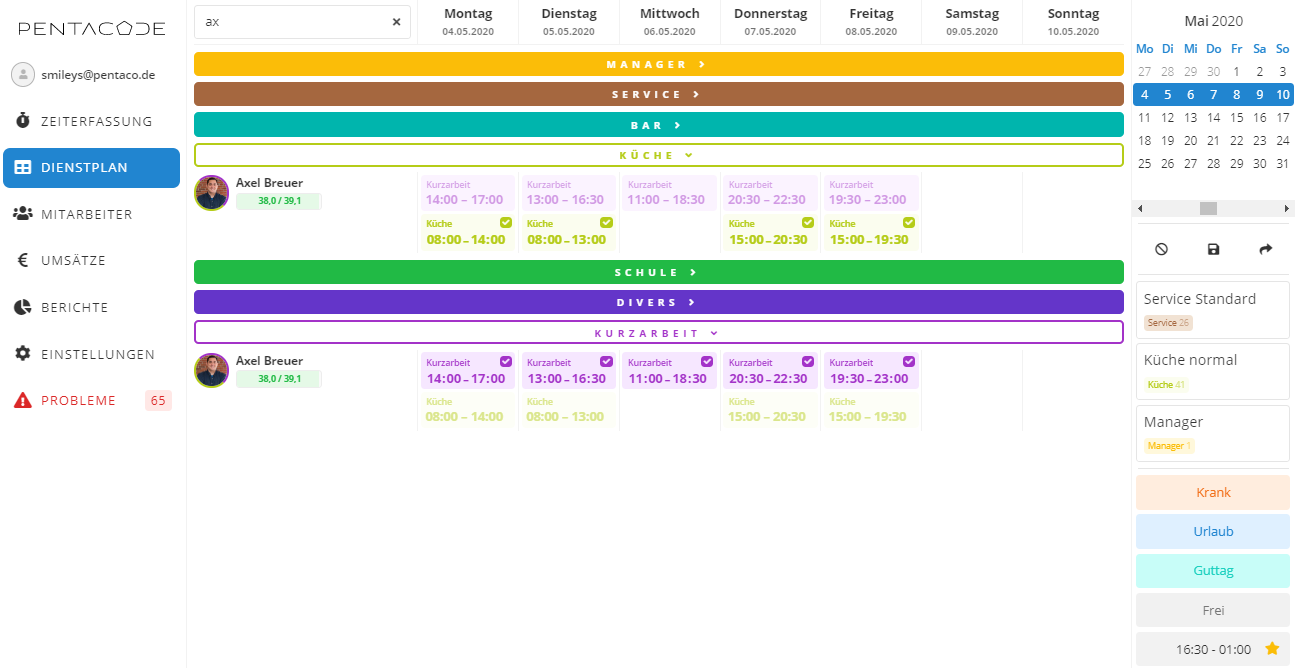 PENTACODE
smileys@pentaco.de
ZEITERFASSUNG
DIENSTPLAN
MITARBEITER
UMSÄTZE
BERICHTE
EINSTELLUNGEN
PROBLEME 65
ax
Montag Dienstag Mittwoch Donnerstag Freitag Samstag Sonntag
04.05.2020 05.05.2020 06.05.2020 07.05.2020 08.05.2020 09.05.2020 10.05.2020
MANAGER
SERVICE
BAR
KÜCHE
Axel Breuer
38,0 / 39,1
Kurzarbeit Kurzarbeit Kurzarbeit Kurzarbeit Kurzarbeit
14:00 – 17:00 13:00 – 16:30 11:00 – 18:30 20:30 – 22:30 19:30 – 23:00
Küche Küche Küche Küche
08:00 – 14:00 08:00 – 13:00 15:00 – 20:30 15:00 – 19:30
SCHULE
DIVERS
KURZARBEIT
Axel Breuer
38,0 / 39,1
Kurzarbeit Kurzarbeit Kurzarbeit Kurzarbeit Kurzarbeit
14:00 – 17:00 13:00 – 16:30 11:00 – 18:30 20:30 – 22:30 19:30 – 23:00
Küche Küche Küche Küche
08:00 – 14:00 08:00 – 13:00 15:00 – 20:30 15:00 – 19:30
Mai 2020
Mo Di Mi Do Fr Sa So
27 28 29 30 1 2 3
4 5 6 7 8 9 10
11 12 13 14 15 16 17
18 19 20 21 22 23 24
25 26 27 28 29 30 31
Service Standard
Service 26
Küche normal
Küche 41
Manager
Manager 1
Krank
Urlaub
Guttag
Frei
16:30 - 01:00